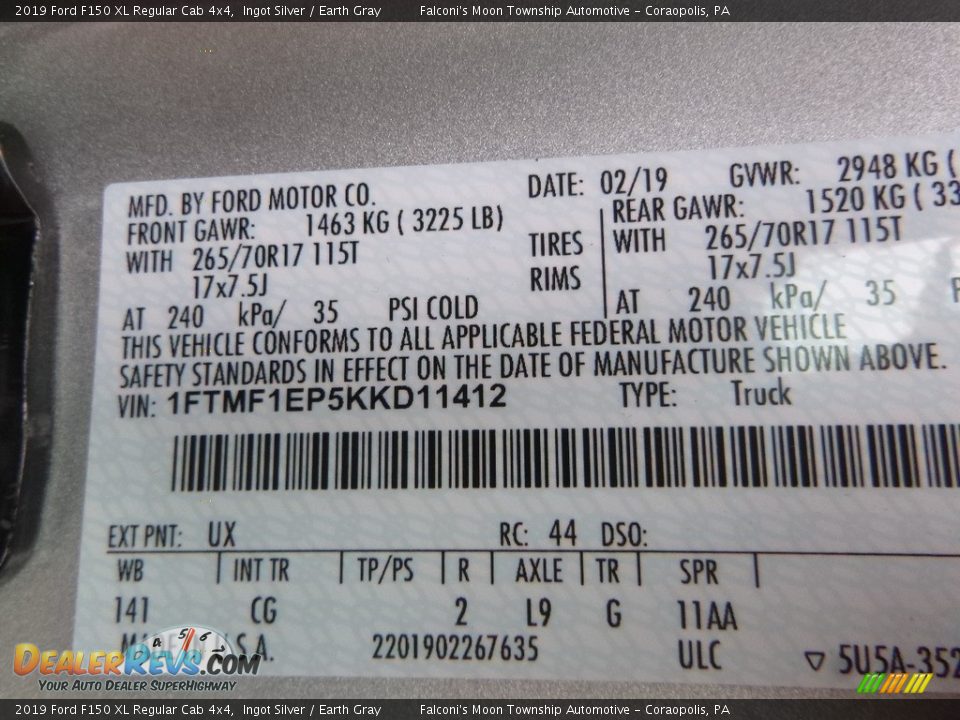 2019 Ford F150 XL Regular Cab 4x4, Ingot Silver / Earth Gray Falconi's Moon Township Automotive - Coraopolis, PA
MFD. BY FORD MOTOR CO. DATE: 02/19 GVWR: 2948 KG (
FRONT GAWR: 1463 KG ( 3225 LB) REAR GAWR: 1520 KG ( 33
WITH 265/70R17 115T TIRES WITH 265/70R17 115T
17x7.5J RIMS 17x7.5J
AT 240 kPa/ 35 PSI COLD AT 240 kPa/ 35 P
THIS VEHICLE CONFORMS TO ALL APPLICABLE FEDERAL MOTOR VEHICLE
SAFETY STANDARDS IN EFFECT ON THE DATE OF MANUFACTURE SHOWN ABOVE.
VIN: 1FTMF1EP5KKD11412 TYPE: Truck
EXT PNT: UX RC: 44 DSO:
WB INT TR TP/PS R AXLE TR SPR
141 CG 2 L9 G 11AA
2201902267635 ULC ▽ 5U5A-352
4 5 6
DealerRevs.com
Your Auto Dealer SuperHighway
2019 Ford F150 XL Regular Cab 4x4, Ingot Silver / Earth Gray Falconi's Moon Township Automotive - Coraopolis, PA